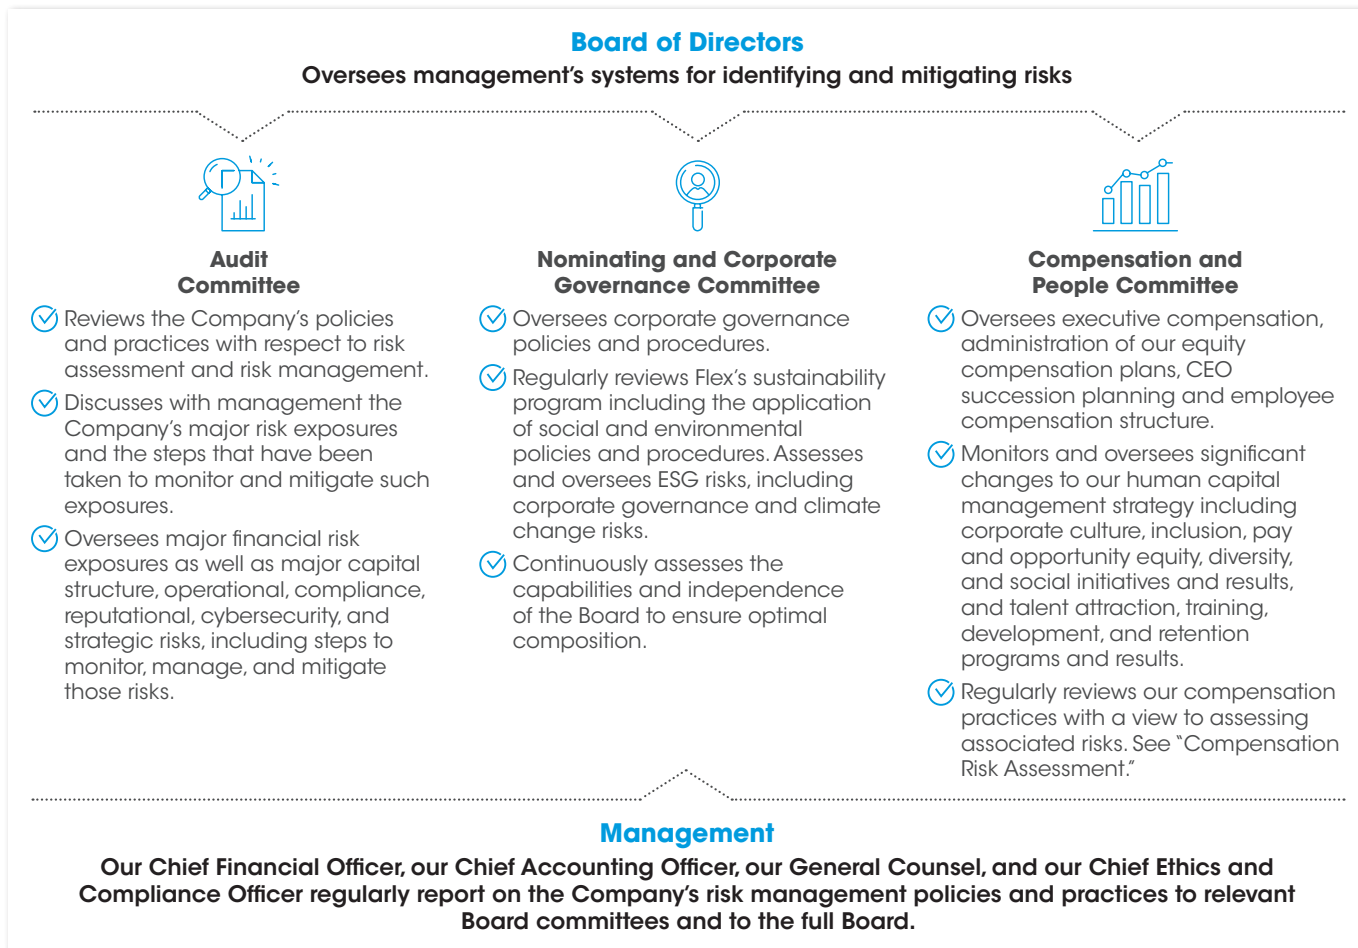 Board of Directors
Oversees management's systems for identifying and mitigating risks
Audit
Committee
Reviews the Company's policies
and practices with respect to risk
assessment and risk management.
Discusses with management the
Company's major risk exposures
and the steps that have been
taken to monitor and mitigate such
exposures.
Oversees major financial risk
exposures as well as major capital
structure, operational, compliance,
reputational, cybersecurity, and
strategic risks, including steps to
monitor, manage, and mitigate
those risks.
Nominating and Corporate
Governance Committee
Oversees corporate governance
policies and procedures.
Regularly reviews Flex's sustainability
program including the application
of social and environmental
policies and procedures. Assesses
and oversees ESG risks, including
corporate governance and climate
change risks.
Continuously assesses the
capabilities and independence
of the Board to ensure optimal
composition.
Compensation and
People Committee
Oversees executive compensation,
administration of our equity
compensation plans, CEO
succession planning and employee
compensation structure.
Monitors and oversees significant
changes to our human capital
management strategy including
corporate culture, inclusion, pay
and opportunity equity, diversity,
and social initiatives and results,
and talent attraction, training,
development, and retention
programs and results.
Regularly reviews our compensation
practices with a view to assessing
associated risks. See "Compensation
Risk Assessment."
Management
Our Chief Financial Officer, our Chief Accounting Officer, our General Counsel, and our Chief Ethics and
Compliance Officer regularly report on the Company's risk management policies and practices to relevant
Board committees and to the full Board.